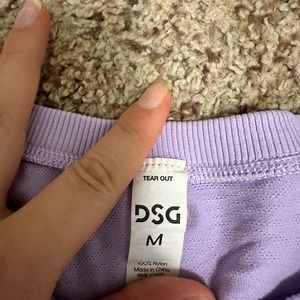 TEAR OUT
DSG
M
100% Nylon
Made in China